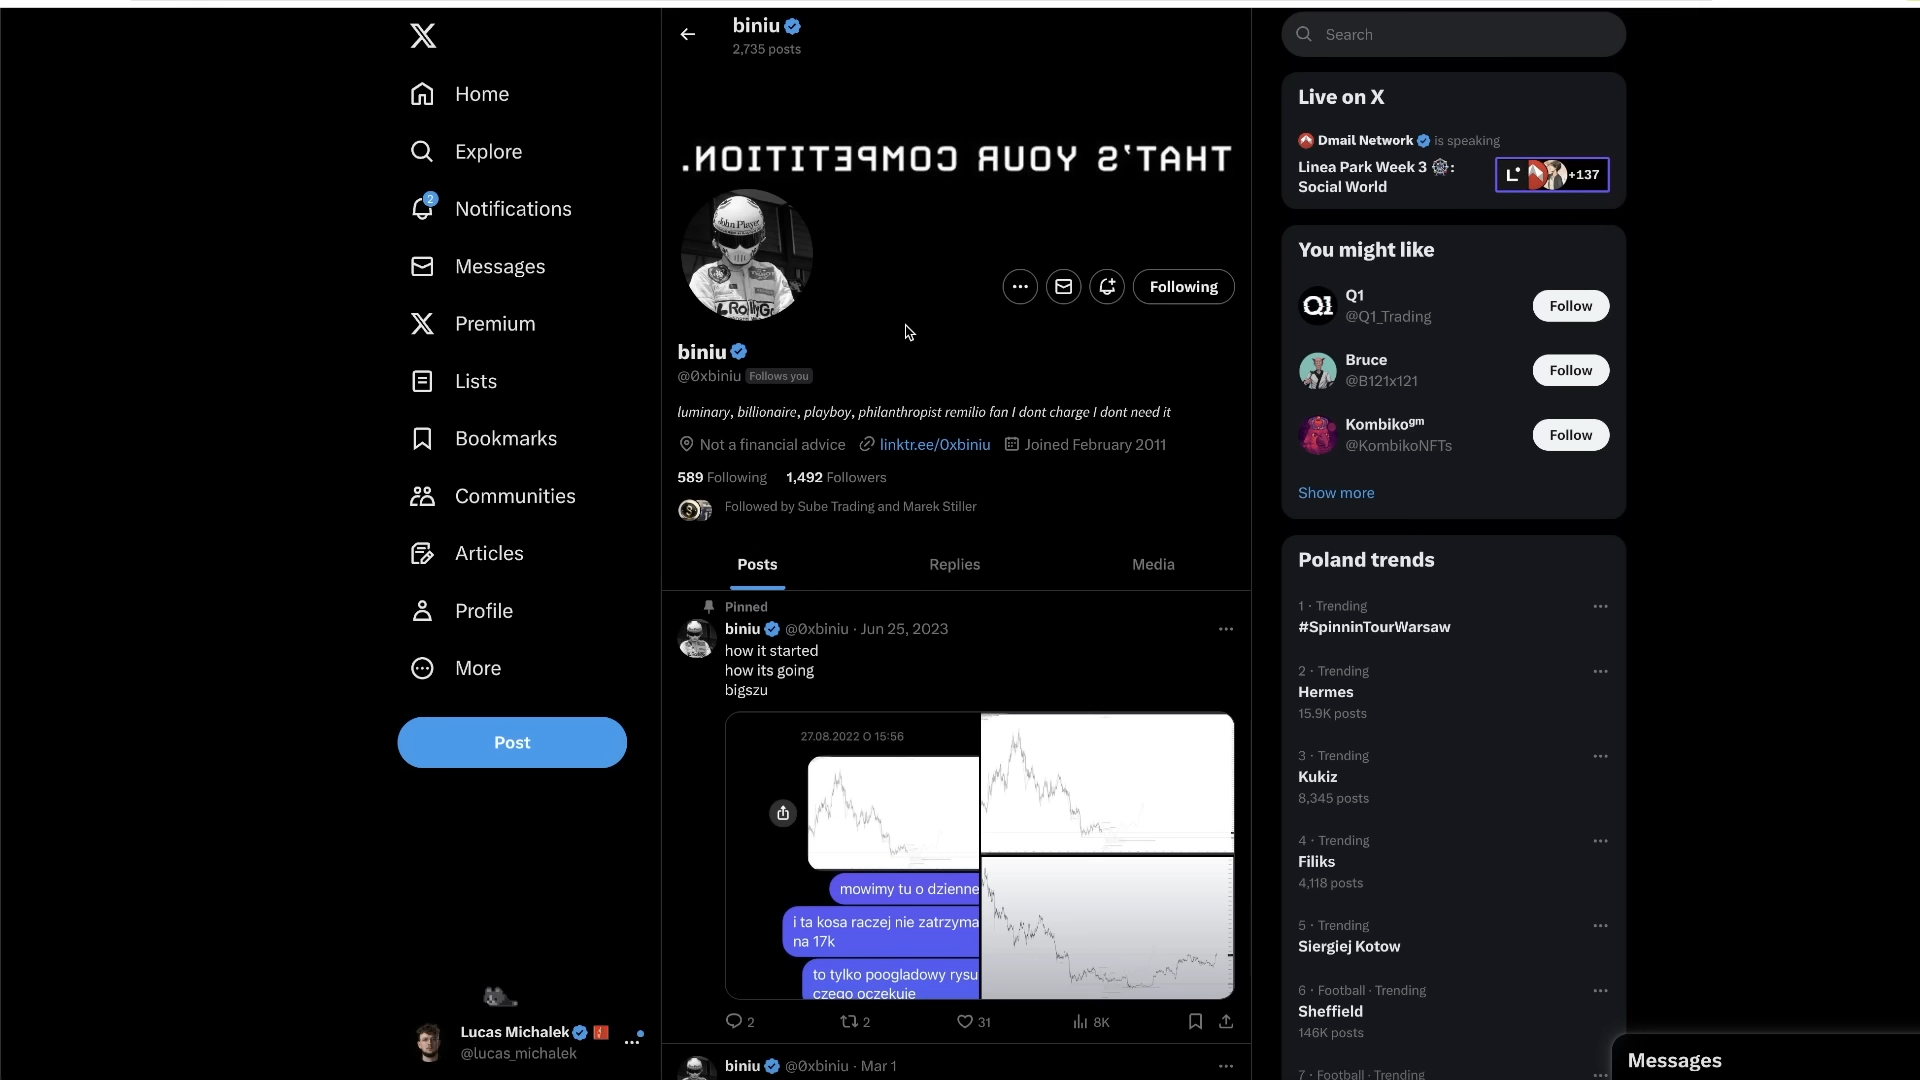 Home
Explore
2
Notifications
Messages
Premium
Lists
Bookmarks
Communities
Articles
Profile
More
Post
Lucas Michalek
@lucas_michalek
biniu
2,735 posts
THAT'S YOUR COMPETITION.
John Player
Following
biniu
@0xbiniu Follows you
luminary, billionaire, playboy, philanthropist remilio fan I dont charge I dont need it
Not a financial advice linktr.ee/0xbiniu Joined February 2011
589 Following 1,492 Followers
Followed by Sube Trading and Marek Stiller
Posts Replies Media
Pinned
biniu @0xbiniu · Jun 25, 2023
how it started
how its going
bigszu
27.08.2022 O 15:56
mowimy tu o dzienne
i ta kosa raczej nie zatrzyma
na 17k
to tylko poogladowy rysu
czego oczekuje
2 2 31 8K
biniu @0xbiniu · Mar 1
Search
Live on X
Dmail Network is speaking
Linea Park Week 3 :
Social World
+137
You might like
Q1
@Q1_Trading
Follow
Bruce
@B121x121
Follow
Kombikoᵍᵐ
@KombikoNFTs
Follow
Show more
Poland trends
1 · Trending
#SpinninTourWarsaw
2 · Trending
Hermes
15.9K posts
3 · Trending
Kukiz
8,345 posts
4 · Trending
Filiks
4,118 posts
5 · Trending
Siergiej Kotow
6 · Football · Trending
Sheffield
146K posts
7 · Football · Trending
Messages